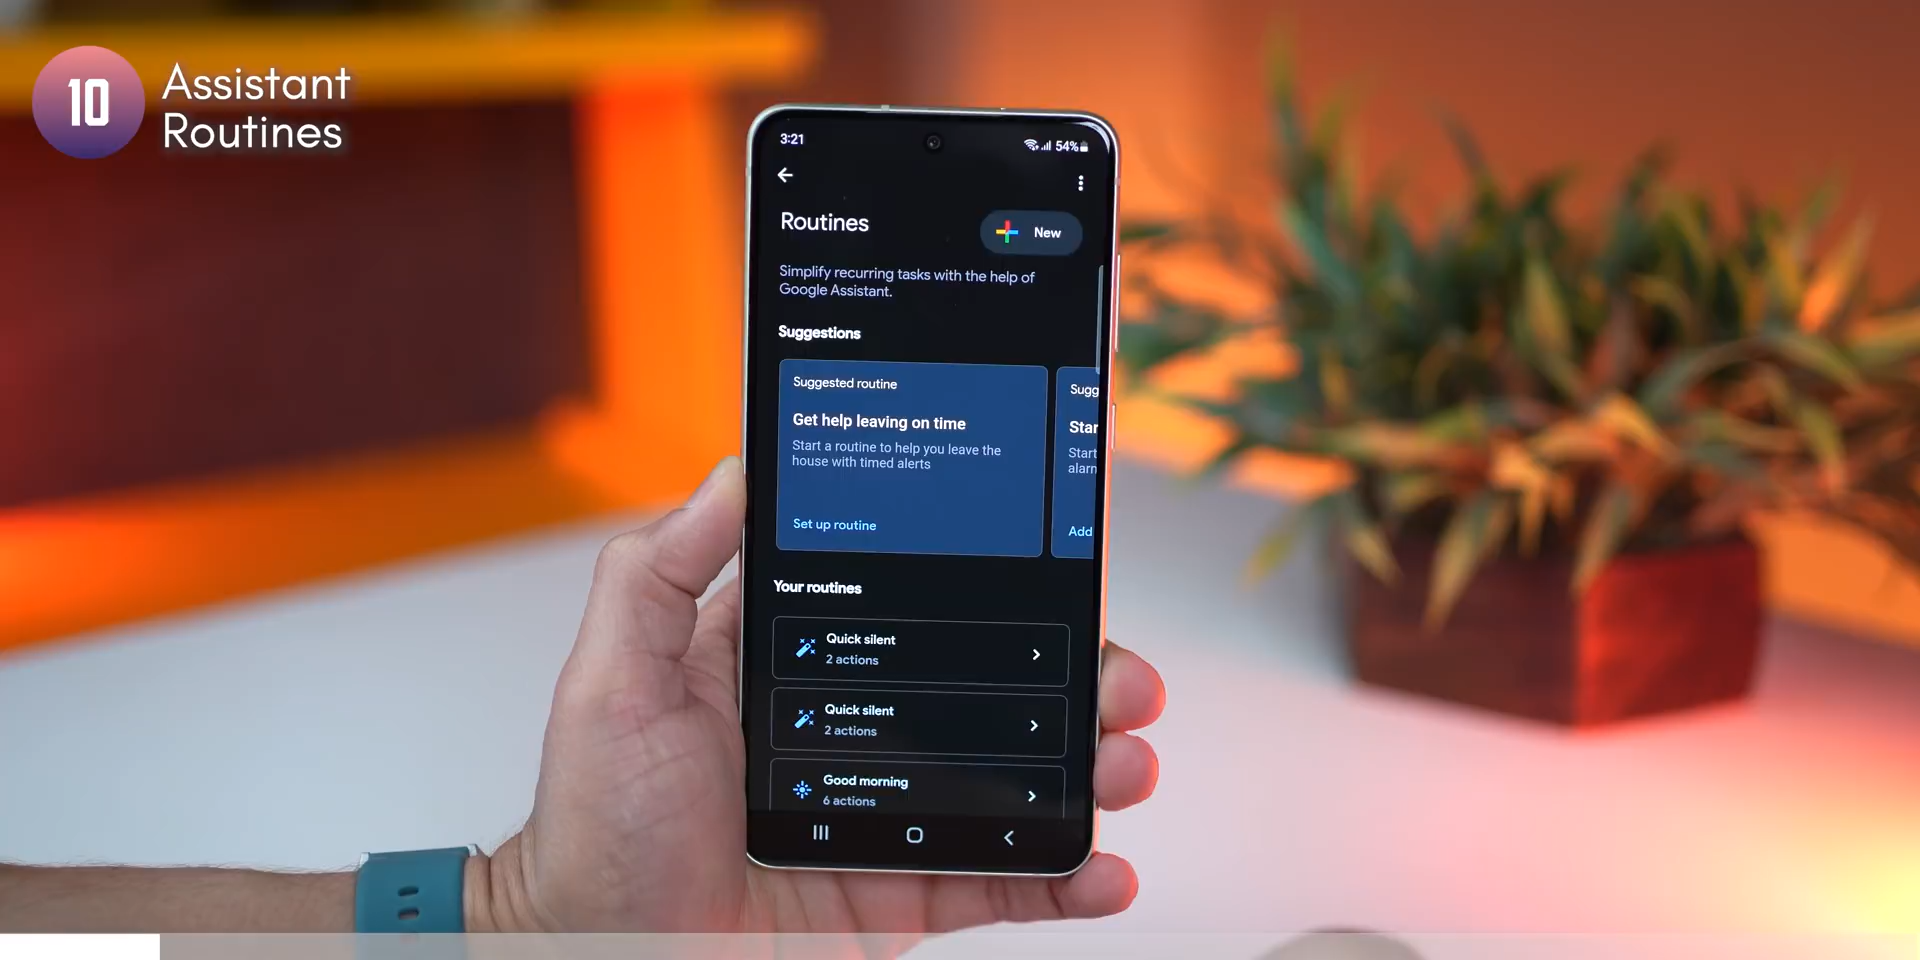 10
Assistant
Routines
3:21
54%
Routines
New
Simplify recurring tasks with the help of
Google Assistant.
Suggestions
Suggested routine
Get help leaving on time
Start a routine to help you leave the
house with timed alerts
Set up routine
Sugg
Star
Start
alarn
Add
Your routines
Quick silent
2 actions
Quick silent
2 actions
Good morning
6 actions